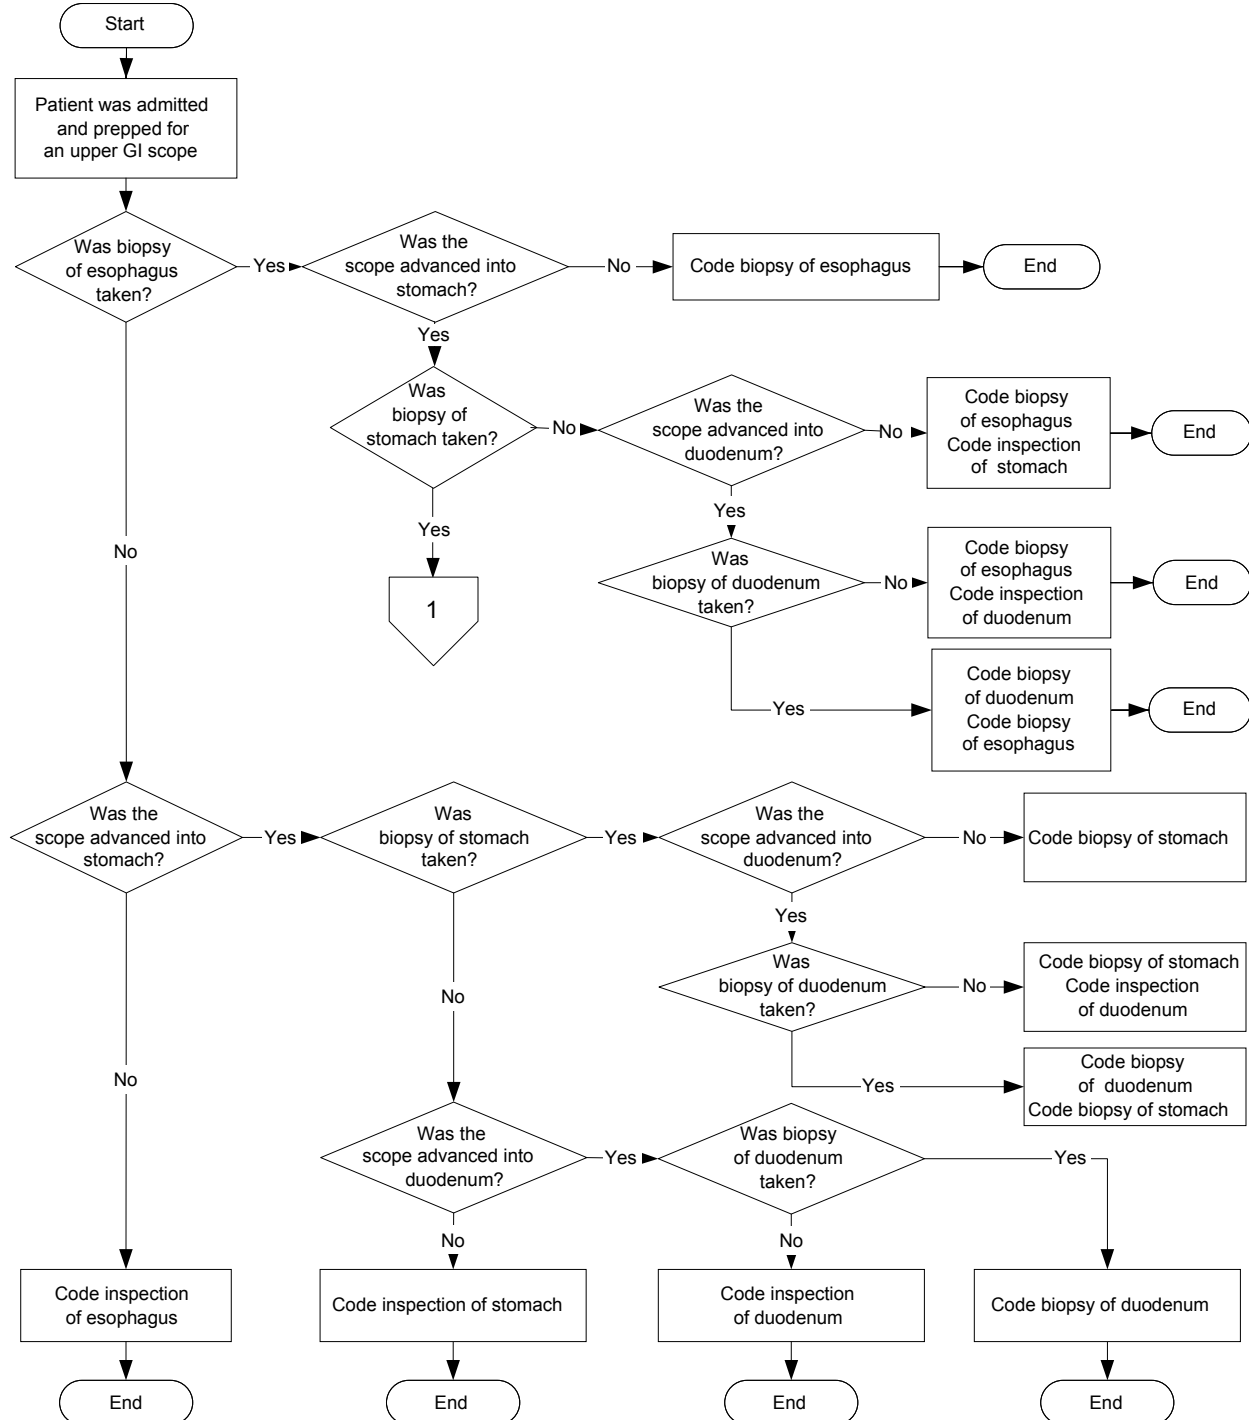 Start
Patient was admitted
and prepped for
an upper GI scope
Was biopsy
of esophagus
taken?
Yes
Was the
scope advanced into
stomach?
No
Code biopsy of esophagus
End
Yes
Was
biopsy of
stomach taken?
No
Was the
scope advanced into
duodenum?
No
Code biopsy
of esophagus
Code inspection
of stomach
End
Yes
Yes
No
Was
biopsy of duodenum
taken?
No
Code biopsy
of esophagus
Code inspection
of duodenum
End
1
Yes
Code biopsy
of duodenum
Code biopsy
of esophagus
End
Was the
scope advanced into
stomach?
Yes
Was
biopsy of stomach
taken?
Yes
Was the
scope advanced into
duodenum?
No
Code biopsy of stomach
Yes
Was
biopsy of duodenum
taken?
No
Code biopsy of stomach
Code inspection
of duodenum
No
No
Yes
Code biopsy
of duodenum
Code biopsy of stomach
Was the
scope advanced into
duodenum?
Yes
Was biopsy
of duodenum
taken?
Yes
No
No
Code inspection
of esophagus
Code inspection of stomach
Code inspection
of duodenum
Code biopsy of duodenum
End
End
End
End